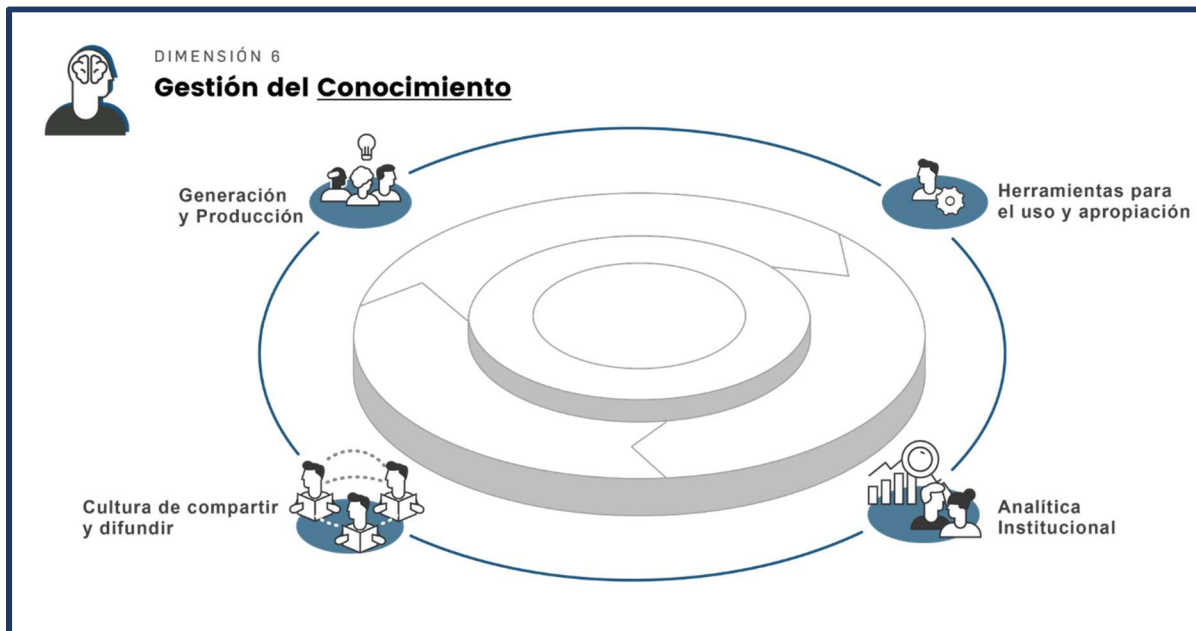 DIMENSIÓN 6
Gestión del Conocimiento
Generación
y Producción
Herramientas para
el uso y apropiación
Cultura de compartir
y difundir
Analítica
Institucional